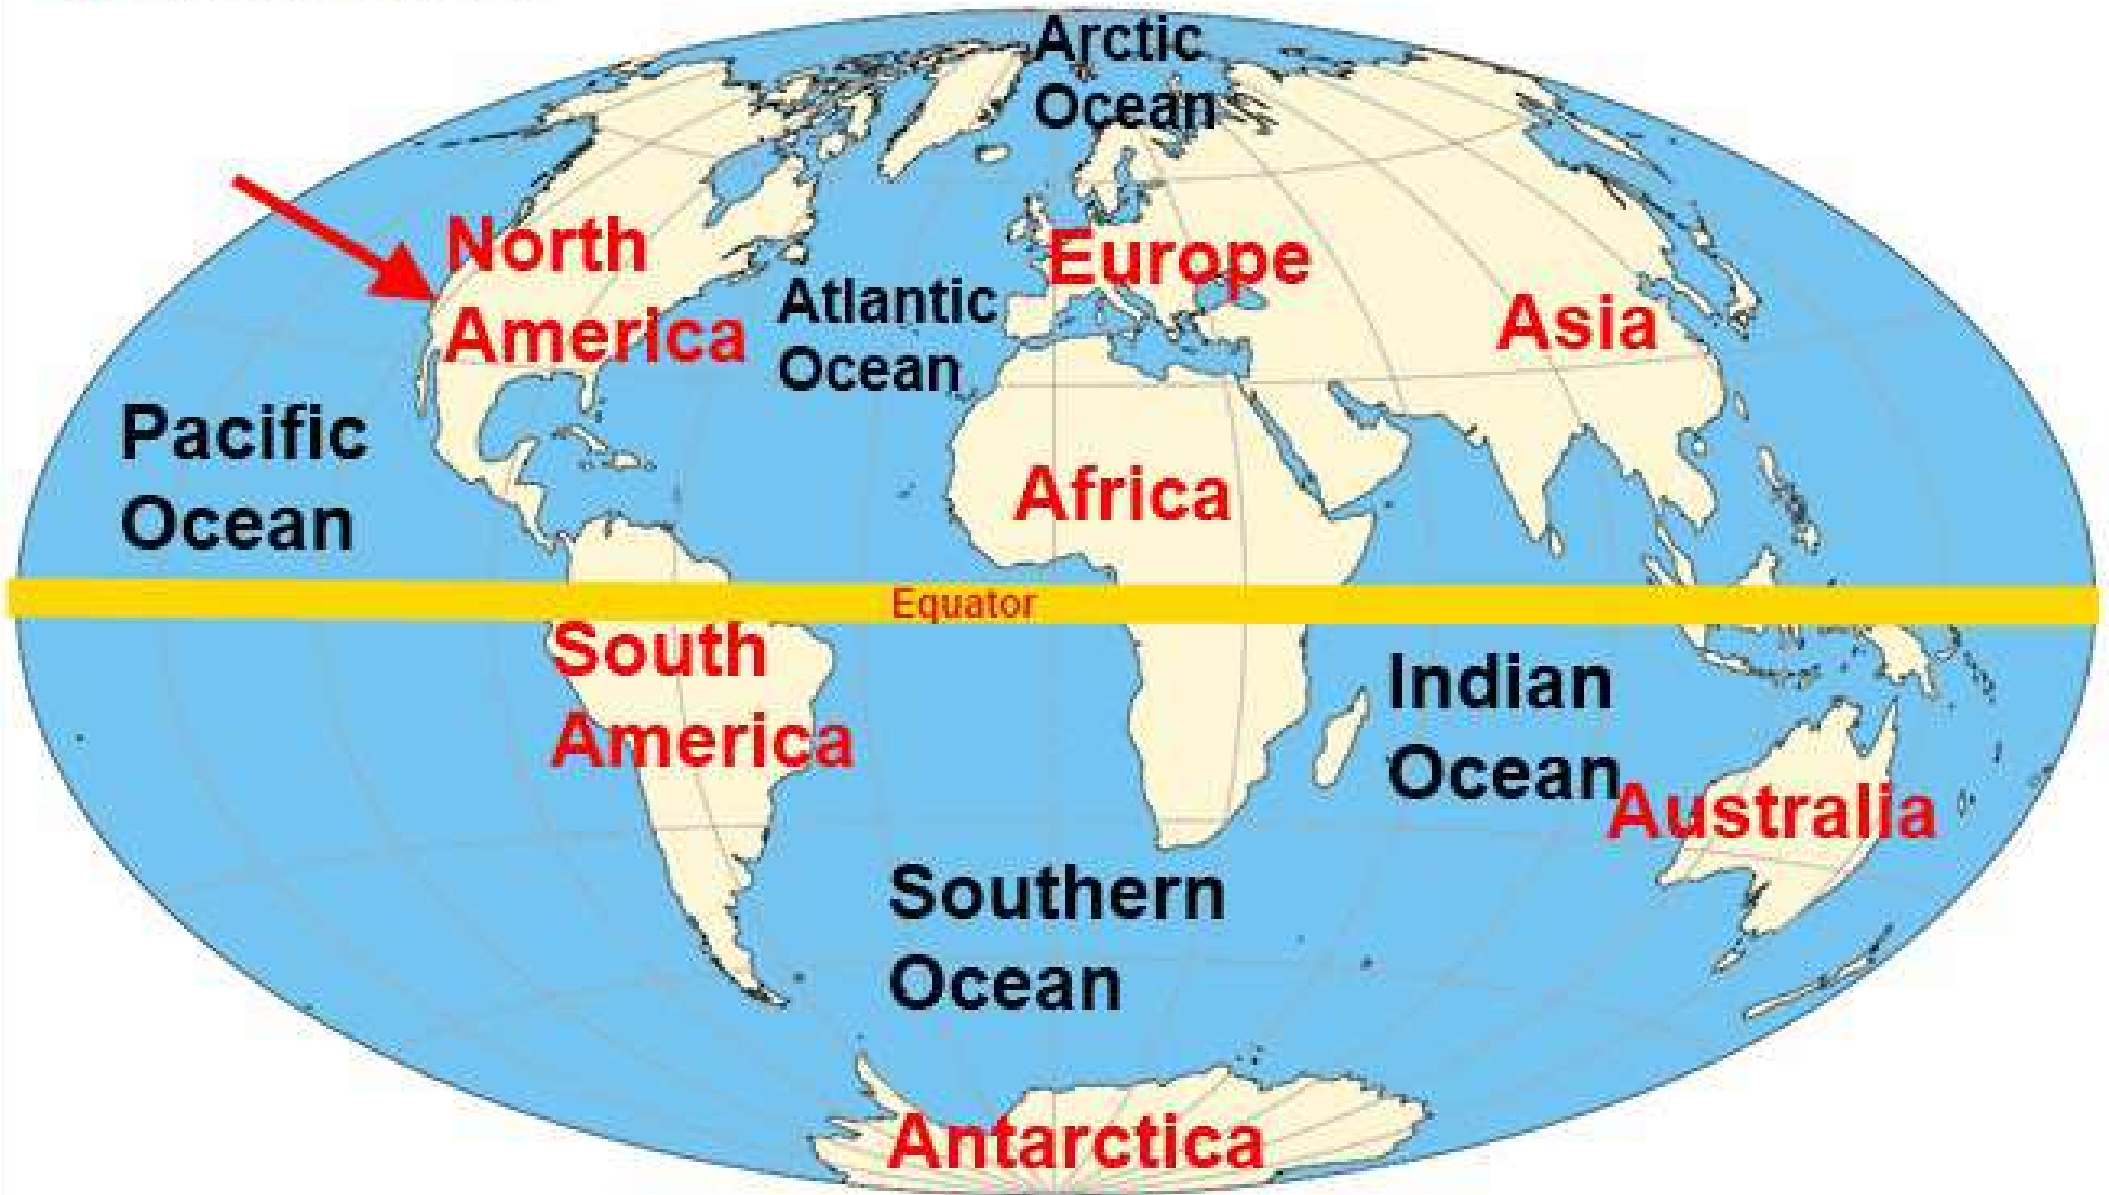 Arctic
Ocean
North
America
Europe
Asia
Atlantic
Ocean
Pacific
Ocean
Africa
Equator
South
America
Indian
Ocean
Australia
Southern
Ocean
Antarctica